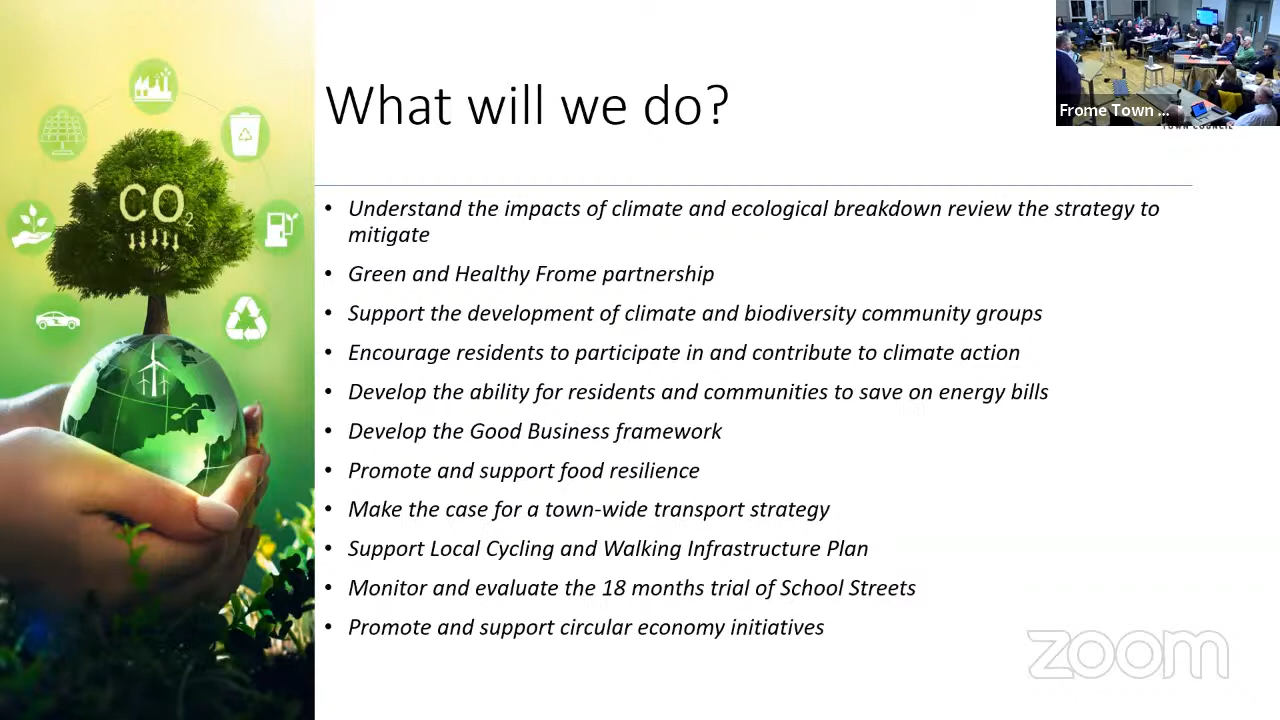 What will we do?
Frome Town ...
TOWN COUNCIL
CO2
• Understand the impacts of climate and ecological breakdown review the strategy to
mitigate
• Green and Healthy Frome partnership
• Support the development of climate and biodiversity community groups
• Encourage residents to participate in and contribute to climate action
• Develop the ability for residents and communities to save on energy bills
• Develop the Good Business framework
• Promote and support food resilience
• Make the case for a town-wide transport strategy
• Support Local Cycling and Walking Infrastructure Plan
• Monitor and evaluate the 18 months trial of School Streets
• Promote and support circular economy initiatives
zoom